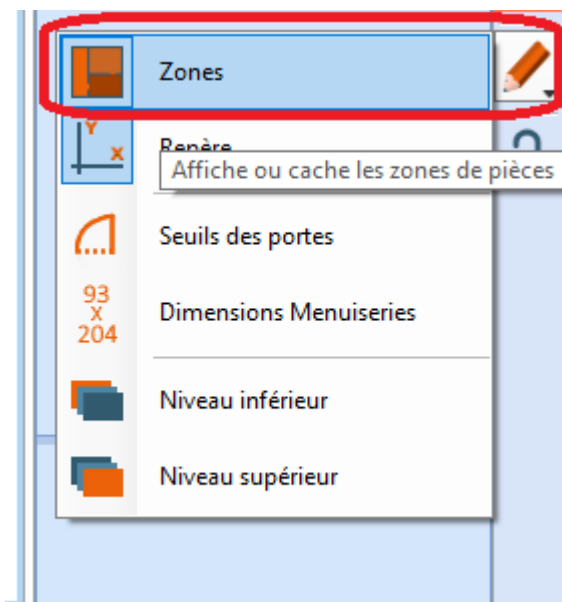 Zones
Y
X
Repère
Affiche ou cache les zones de pièces
Seuils des portes
93
X
204
Dimensions Menuiseries
Niveau inférieur
Niveau supérieur